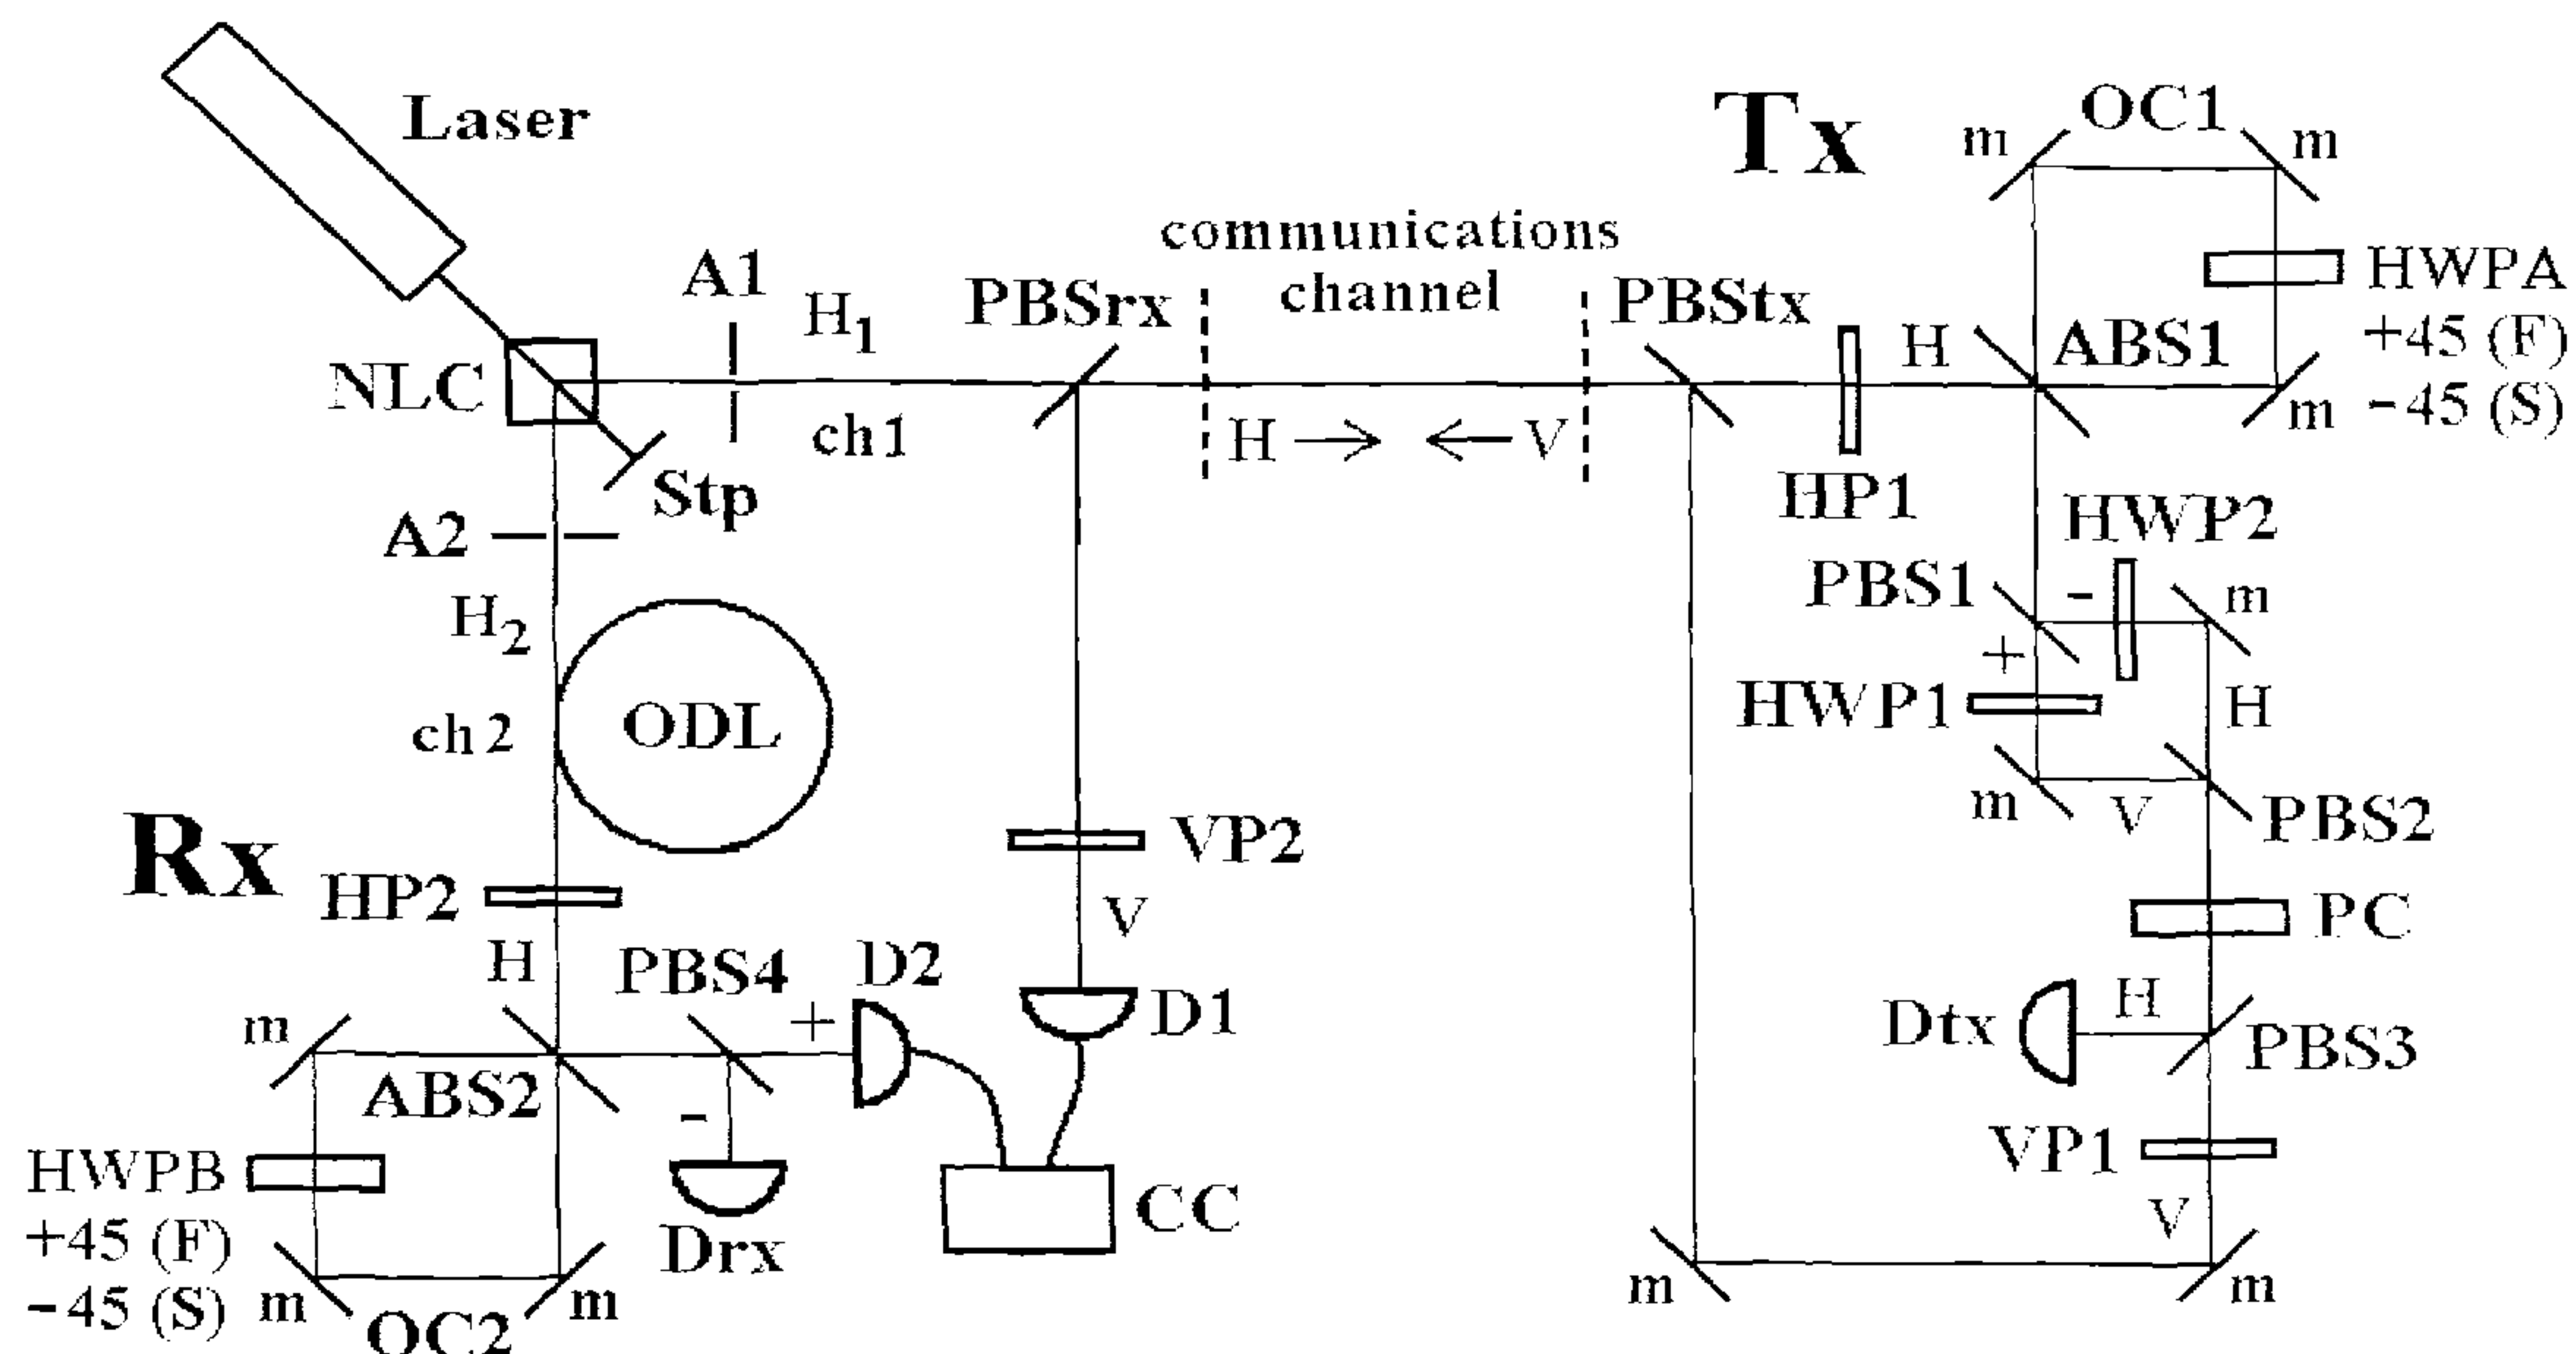 Laser
Tx
OC1
m
m
communications
channel
A1
H1
PBSrx
PBStx
HWPA
+45 (F)
-45 (S)
H
ABS1
m
NLC
ch1
H → ← V
HP1
Stp
A2
HWP2
PBS1
-
m
+
H2
HWP1
H
ch2
ODL
m
V
PBS2
Rx
VP2
HP2
V
PC
H
PBS4
D2
+
D1
Dtx
H
PBS3
m
ABS2
-
VP1
HWPB
+45 (F)
-45 (S)
Drx
CC
V
m
OC2
m
m
m